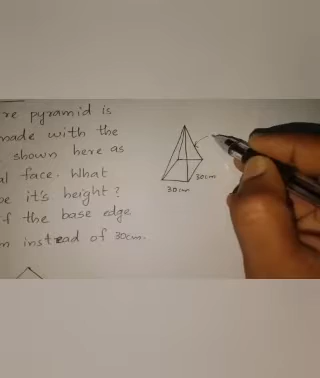 re pyramid is
made with the
shown here as
al face. What
be it's height?
f the base edge
m instead of 30cm.
30cm
30cm